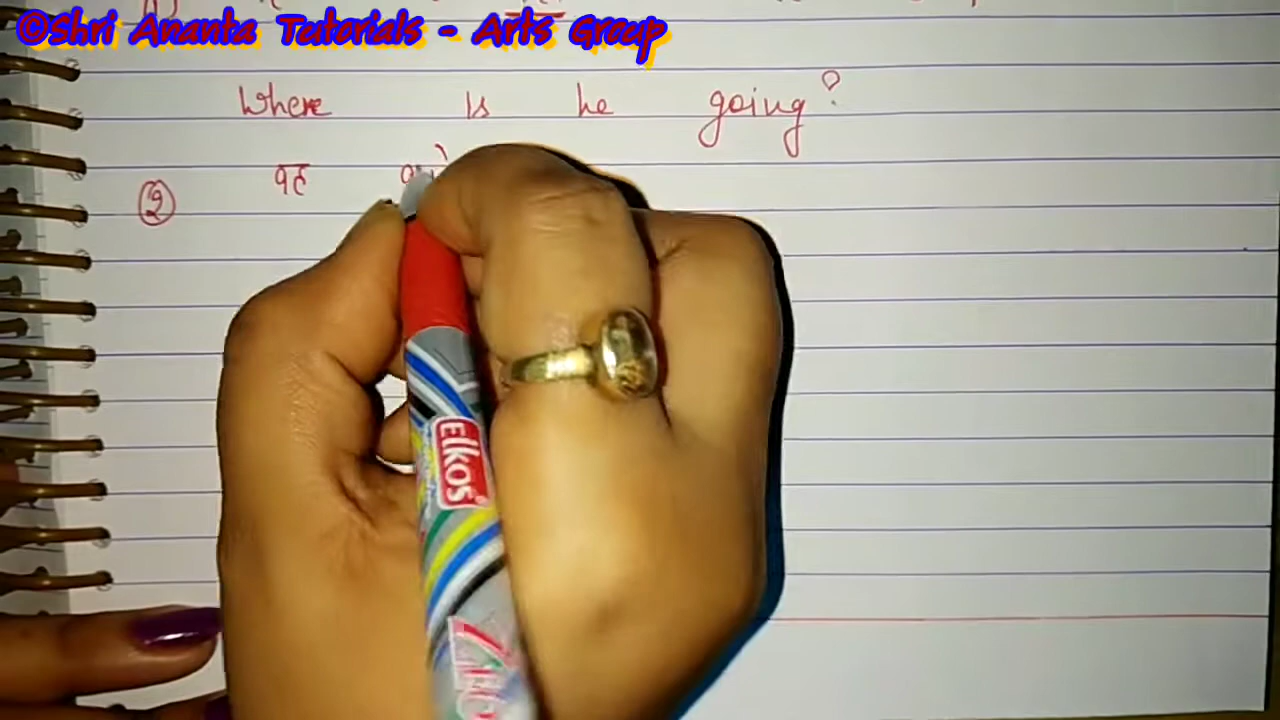 ©Shri Ananta Tutorials - Arts Group
Where is he going?
② वह
Elkos